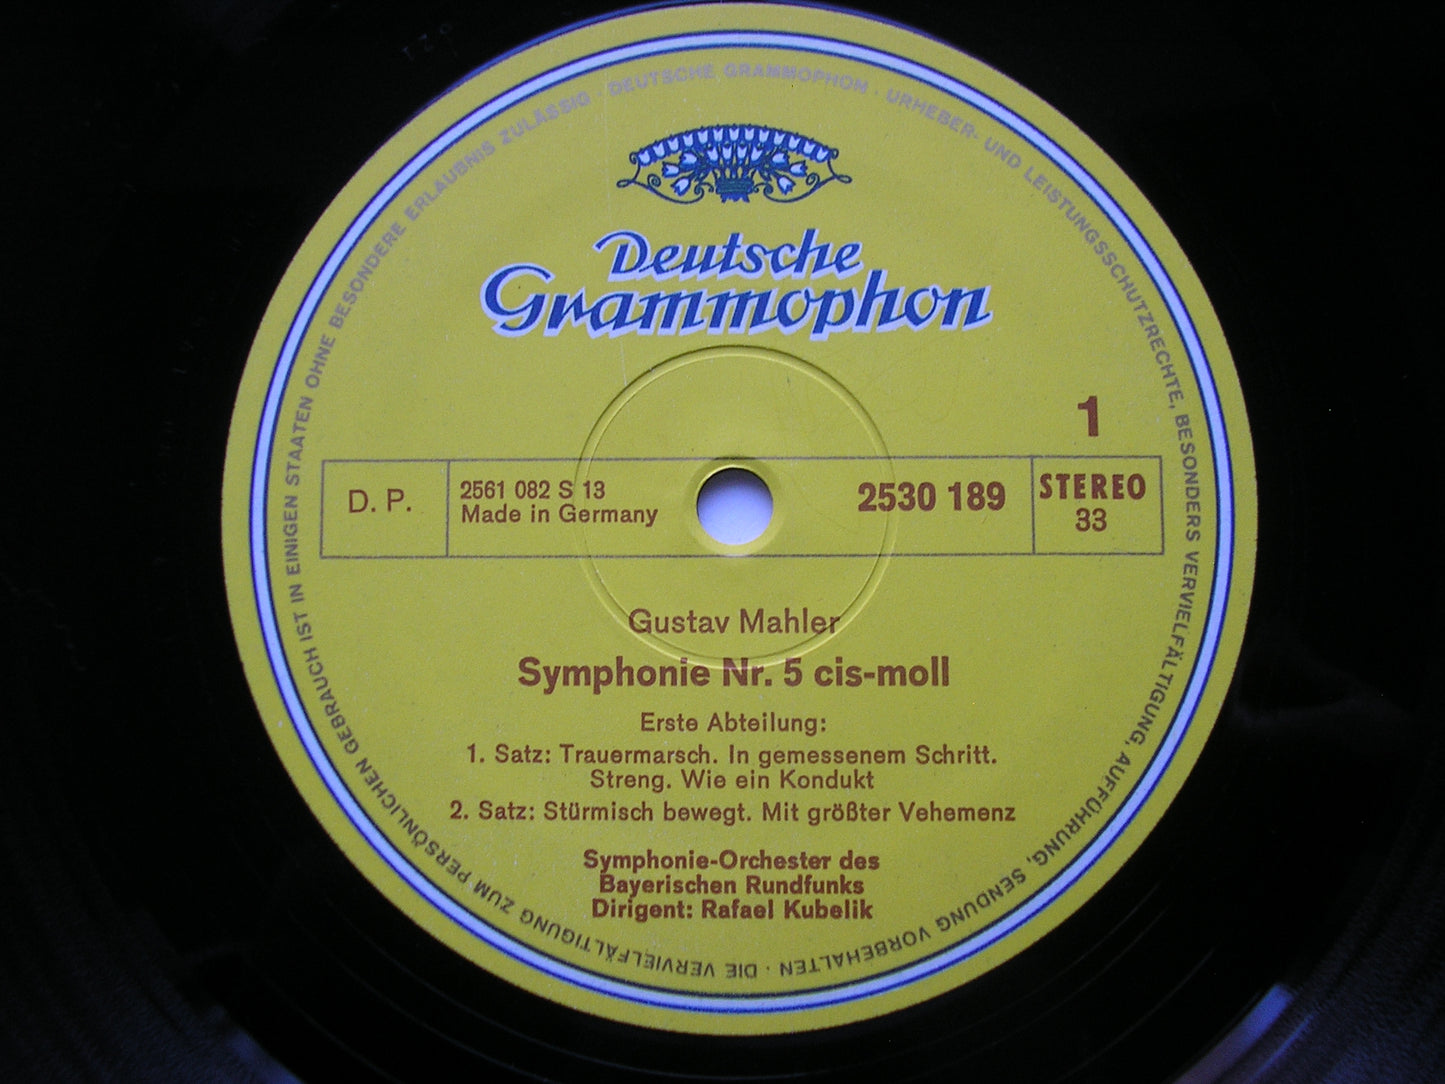 DEUTSCHE GRAMMOPHON · URHEBER- UND LEISTUNGSSCHUTZRECHTE, BESONDERS VERVIELFÄLTIGUNG, AUFFÜHRUNG, SENDUNG VORBEHALTEN · DIE VERVIELFÄLTIGUNG ZUM PERSÖNLICHEN GEBRAUCH IST IN EINIGEN STAATEN OHNE BESONDERE ERLAUBNIS ZULÄSSIG ·
Deutsche
Grammophon
1
D. P.
2561 082 S 13
Made in Germany
2530 189
STEREO
33
Gustav Mahler
Symphonie Nr. 5 cis-moll
Erste Abteilung:
1. Satz: Trauermarsch. In gemessenem Schritt.
Streng. Wie ein Kondukt
2. Satz: Stürmisch bewegt. Mit größter Vehemenz
Symphonie-Orchester des
Bayerischen Rundfunks
Dirigent: Rafael Kubelik